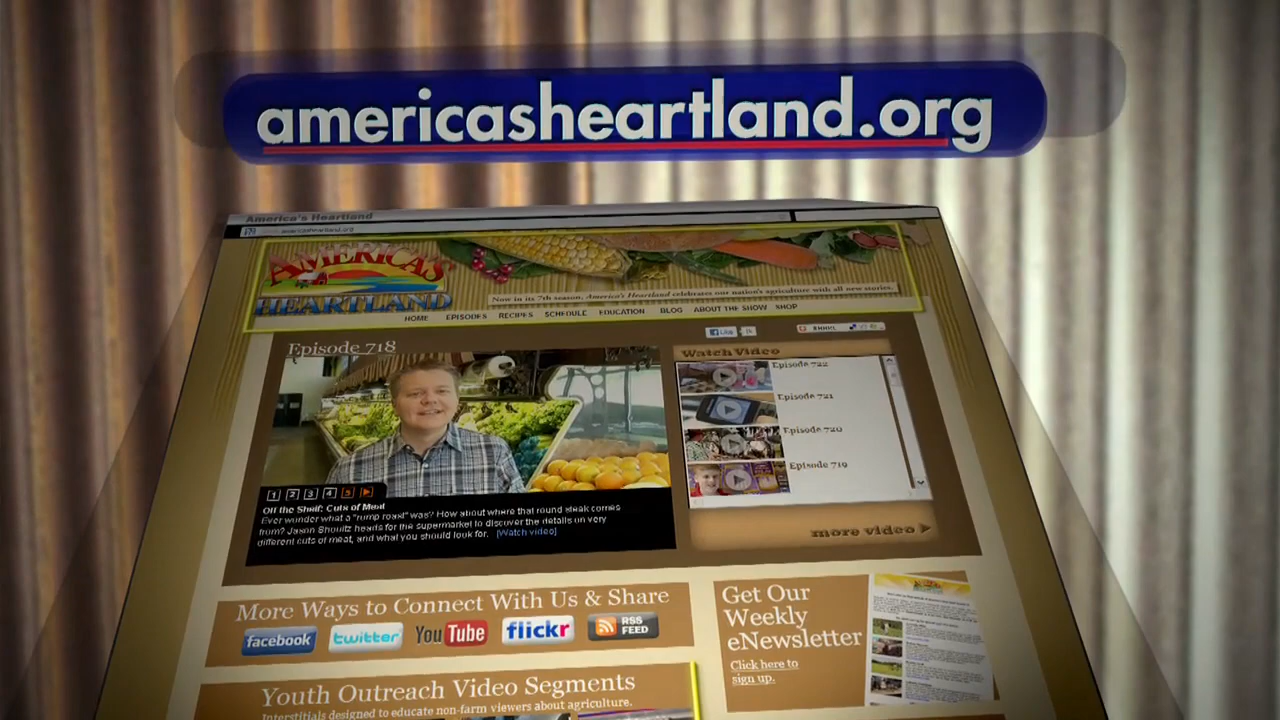 americasheartland.org
America's Heartland
americasheartland.org
AMERICA'S
HEARTLAND
Now in its 7th season, America's Heartland celebrates our nation's agriculture with all new stories.
HOME EPISODES RECIPES SCHEDULE EDUCATION BLOG ABOUT THE SHOW SHOP
Like
SHARE
Episode 718
Watch Video
Episode 722
Episode 721
Episode 720
Episode 719
1 2 3 4 5
Off the Shelf: Cuts of Meat
Ever wonder what a "rump roast" was? How about where that round steak comes
from? Jason Shoultz heads for the supermarket to discover the details on very
different cuts of meat, and what you should look for. [Watch video]
more video
More Ways to Connect With Us & Share
facebook twitter YouTube flickr RSS
FEED
Get Our
Weekly
eNewsletter
Click here to
sign up.
Youth Outreach Video Segments
Interstitials designed to educate non-farm viewers about agriculture.